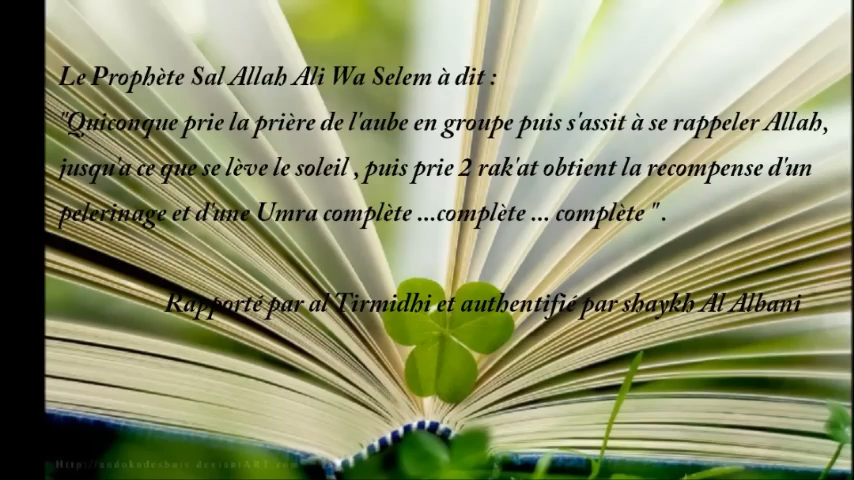 Le Prophète Sal Allah Ali Wa Selem à dit :
"Quiconque prie la prière de l'aube en groupe puis s'assit à se rappeler Allah,
jusqu'a ce que se lève le soleil , puis prie 2 rak'at obtient la recompense d'un
pelerinage et d'une Umra complète ...complète ... complète " .
Rapporté par al Tirmidhi et authentifié par shaykh Al Albani